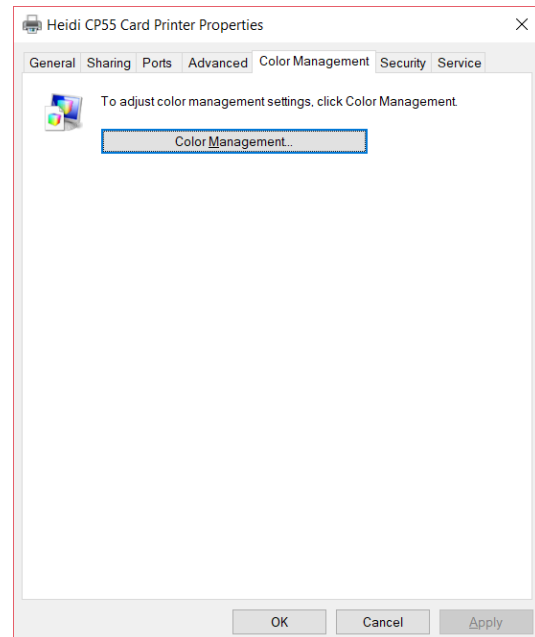 Heidi CP55 Card Printer Properties
General Sharing Ports Advanced Color Management Security Service
To adjust color management settings, click Color Management.
Color Management...
OK Cancel Apply